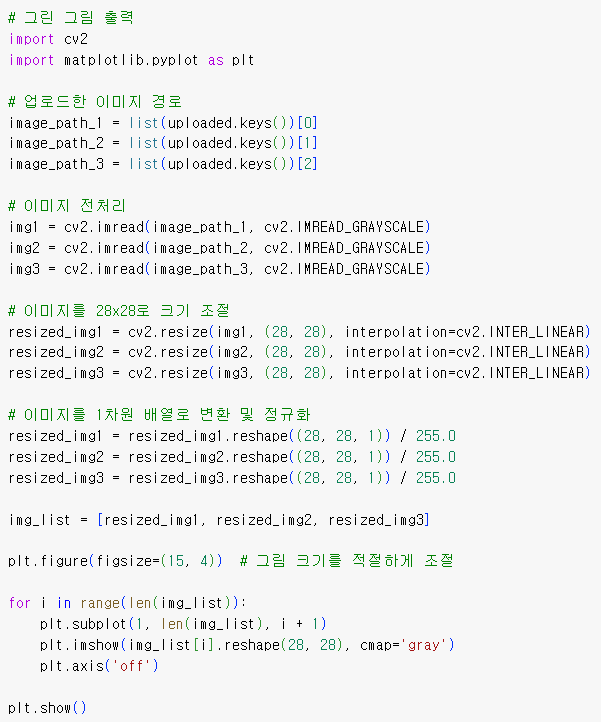 # 그린 그림 출력
import cv2
import matplotlib.pyplot as plt

# 업로드한 이미지 경로
image_path_1 = list(uploaded.keys())[0]
image_path_2 = list(uploaded.keys())[1]
image_path_3 = list(uploaded.keys())[2]

# 이미지 전처리
img1 = cv2.imread(image_path_1, cv2.IMREAD_GRAYSCALE)
img2 = cv2.imread(image_path_2, cv2.IMREAD_GRAYSCALE)
img3 = cv2.imread(image_path_3, cv2.IMREAD_GRAYSCALE)

# 이미지를 28x28로 크기 조절
resized_img1 = cv2.resize(img1, (28, 28), interpolation=cv2.INTER_LINEAR)
resized_img2 = cv2.resize(img2, (28, 28), interpolation=cv2.INTER_LINEAR)
resized_img3 = cv2.resize(img3, (28, 28), interpolation=cv2.INTER_LINEAR)

# 이미지를 1차원 배열로 변환 및 정규화
resized_img1 = resized_img1.reshape((28, 28, 1)) / 255.0
resized_img2 = resized_img2.reshape((28, 28, 1)) / 255.0
resized_img3 = resized_img3.reshape((28, 28, 1)) / 255.0

img_list = [resized_img1, resized_img2, resized_img3]

plt.figure(figsize=(15, 4))  # 그림 크기를 적절하게 조절

for i in range(len(img_list)):
    plt.subplot(1, len(img_list), i + 1)
    plt.imshow(img_list[i].reshape(28, 28), cmap='gray')
    plt.axis('off')

plt.show()